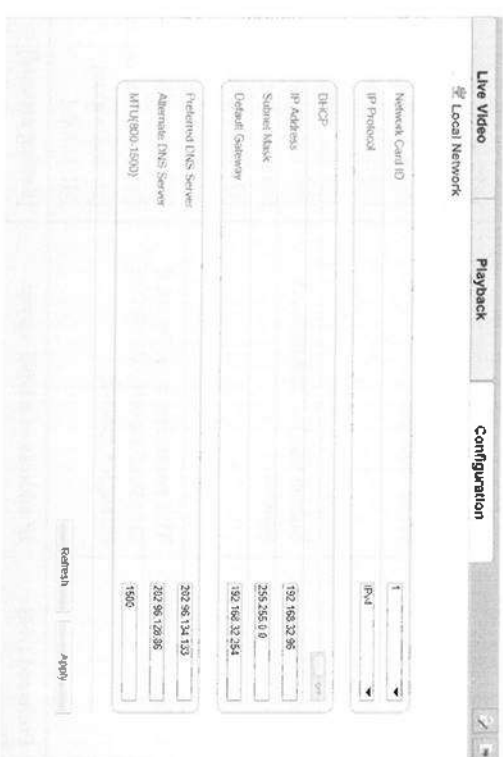 Live Video Playback Configuration
Local Network
Network Card ID 1
IP Protocol IPv4
DHCP
IP Address 192.168.32.96
Subnet Mask 255.255.0.0
Default Gateway 192.168.32.254
Preferred DNS Server 202.96.134.133
Alternate DNS Server 202.96.128.86
MTU(800-1500) 1500
Refresh Apply